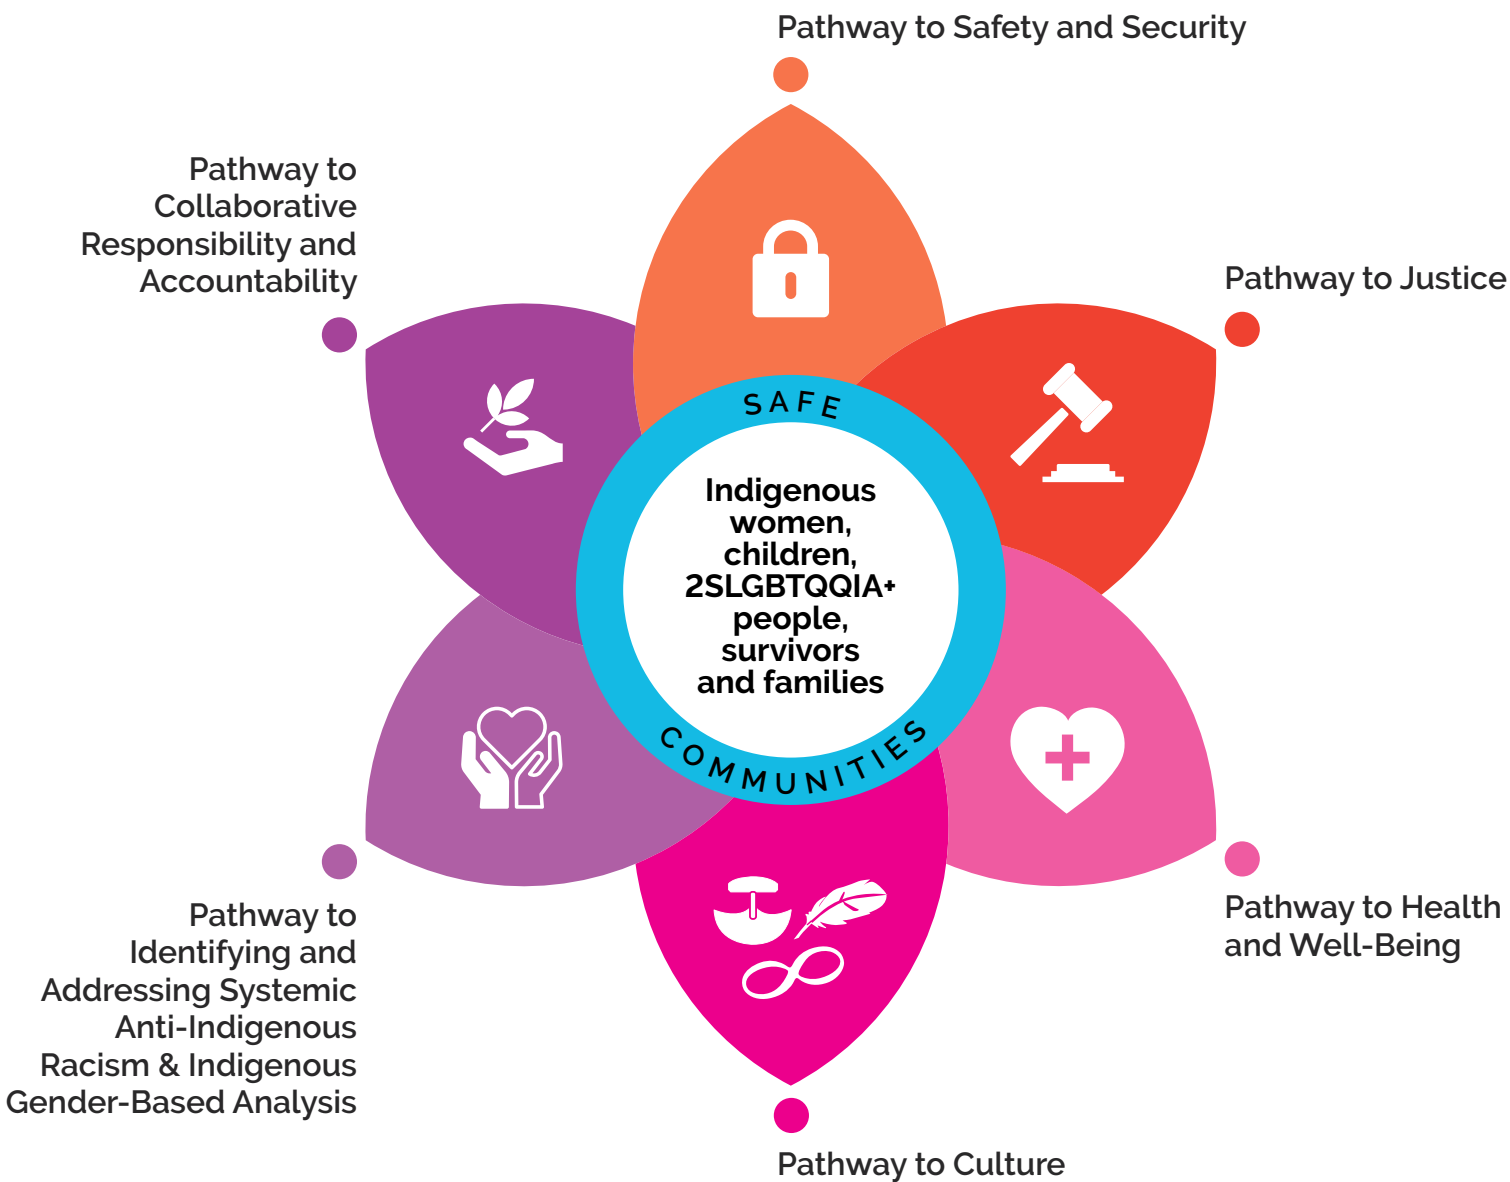 Pathway to Safety and Security
Pathway to
Collaborative
Responsibility and
Accountability
Pathway to Justice
SAFE
Indigenous
women,
children,
2SLGBTQQIA+
people,
survivors
and families
COMMUNITIES
Pathway to Health
and Well-Being
Pathway to
Identifying and
Addressing Systemic
Anti-Indigenous
Racism & Indigenous
Gender-Based Analysis
Pathway to Culture